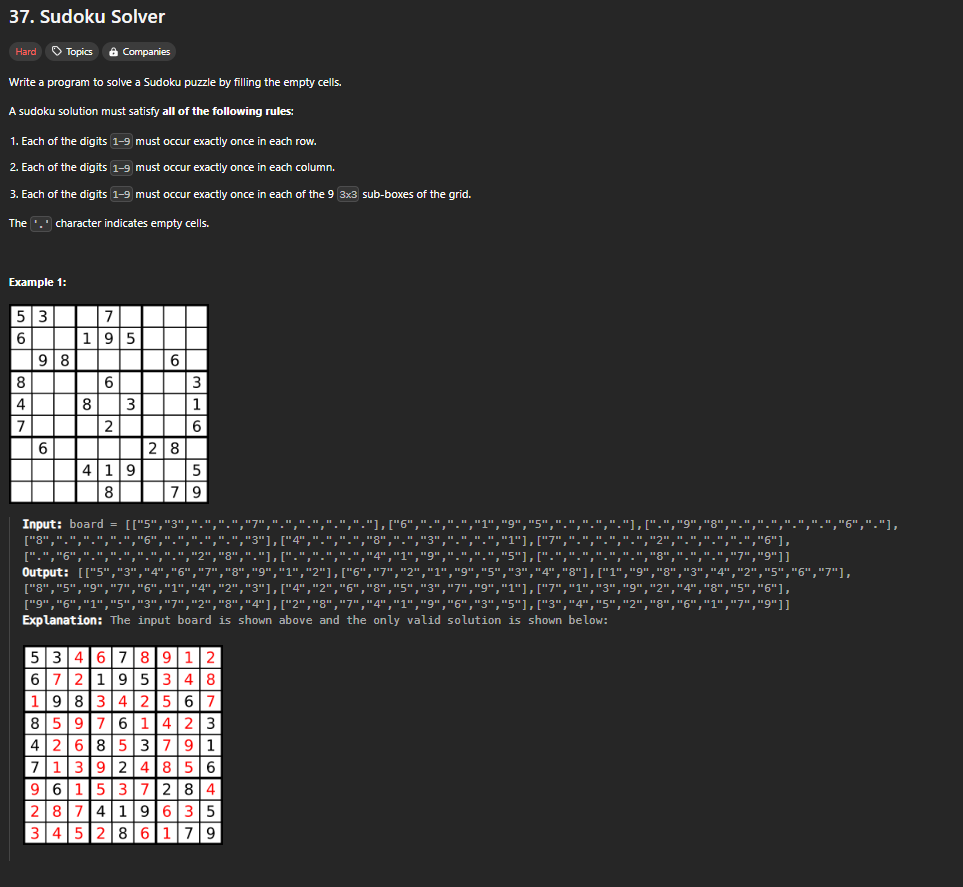 37. Sudoku Solver
Hard Topics Companies
Write a program to solve a Sudoku puzzle by filling the empty cells.
A sudoku solution must satisfy all of the following rules:
1. Each of the digits 1-9 must occur exactly once in each row.
2. Each of the digits 1-9 must occur exactly once in each column.
3. Each of the digits 1-9 must occur exactly once in each of the 9 3x3 sub-boxes of the grid.
The '.' character indicates empty cells.
Example 1:
5 3 7
6 1 9 5
9 8 6
8 6 3
4 8 3 1
7 2 6
6 2 8
4 1 9 5
8 7 9
Input: board = [["5","3",".",".","7",".",".",".","."],["6",".",".","1","9","5",".",".","."],[".","9","8",".",".",".",".","6","."],
["8",".",".",".","6",".",".",".","3"],["4",".",".","8",".","3",".",".","1"],["7",".",".",".","2",".",".",".","6"],
[".","6",".",".",".",".","2","8","."],[".",".",".","4","1","9",".",".","5"],[".",".",".",".","8",".",".","7","9"]]
Output: [["5","3","4","6","7","8","9","1","2"],["6","7","2","1","9","5","3","4","8"],["1","9","8","3","4","2","5","6","7"],
["8","5","9","7","6","1","4","2","3"],["4","2","6","8","5","3","7","9","1"],["7","1","3","9","2","4","8","5","6"],
["9","6","1","5","3","7","2","8","4"],["2","8","7","4","1","9","6","3","5"],["3","4","5","2","8","6","1","7","9"]]
Explanation: The input board is shown above and the only valid solution is shown below:
5 3 4 6 7 8 9 1 2
6 7 2 1 9 5 3 4 8
1 9 8 3 4 2 5 6 7
8 5 9 7 6 1 4 2 3
4 2 6 8 5 3 7 9 1
7 1 3 9 2 4 8 5 6
9 6 1 5 3 7 2 8 4
2 8 7 4 1 9 6 3 5
3 4 5 2 8 6 1 7 9